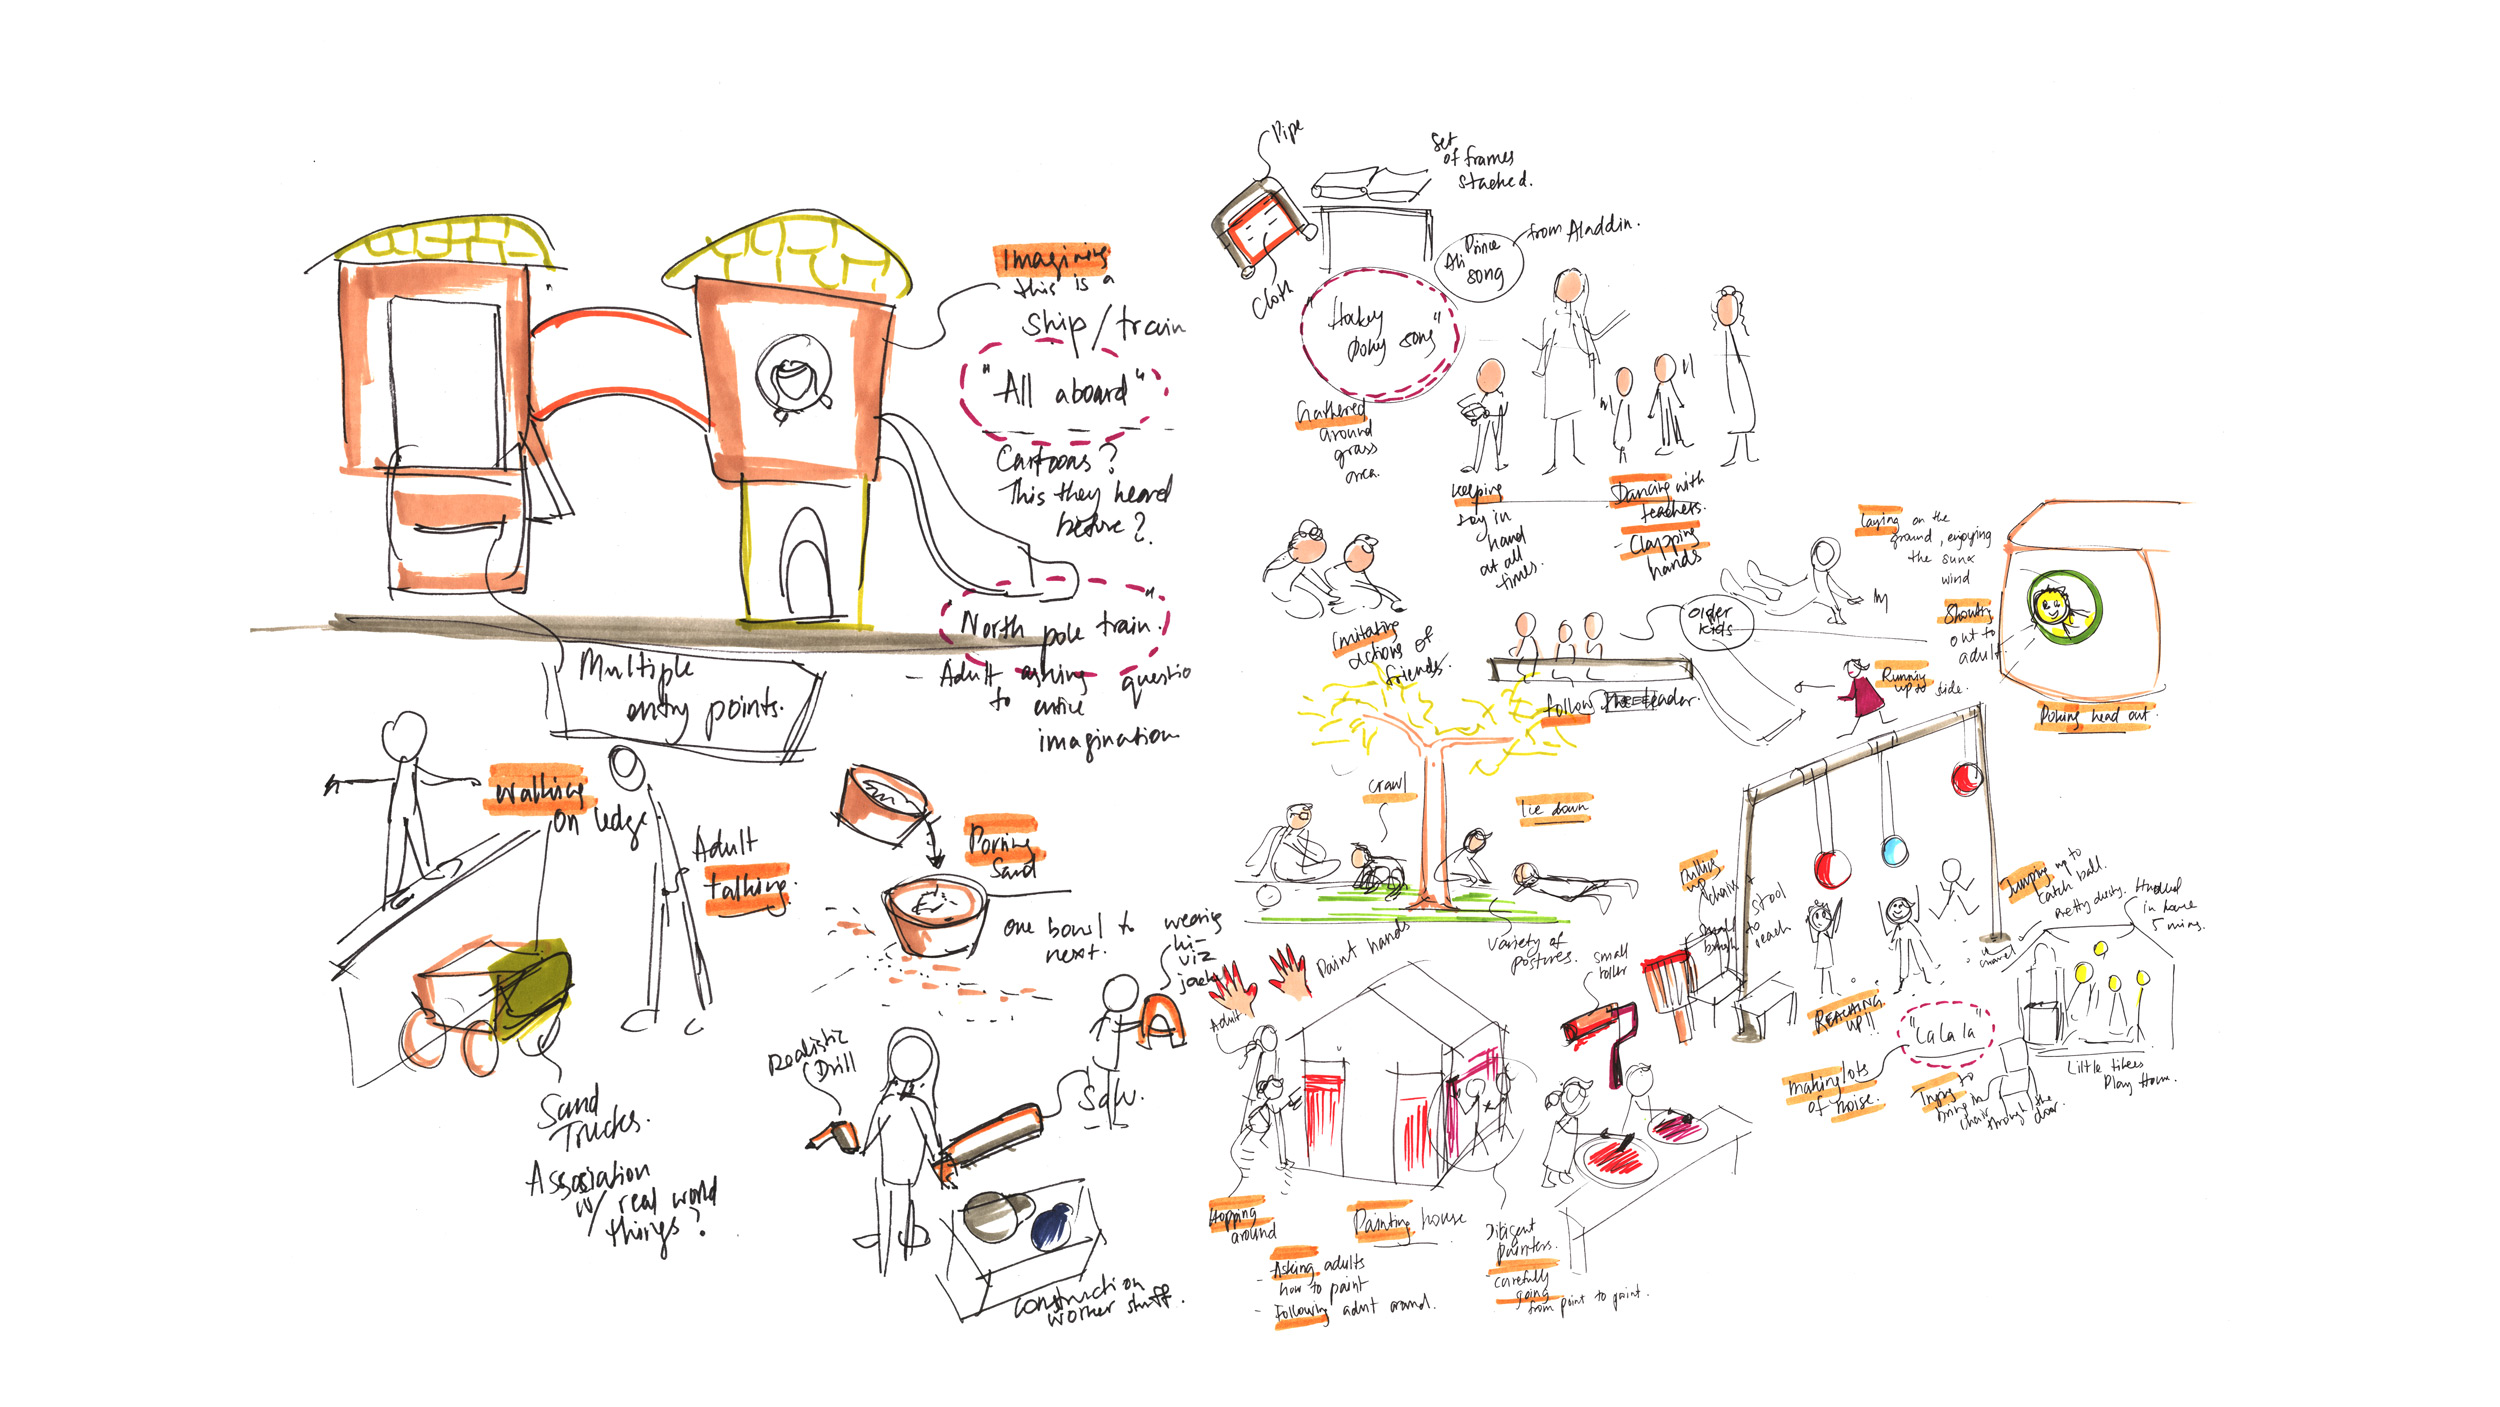 Imagining
this is a
ship/train
"All aboard"
Cartoons?
This they heard
before?
"North pole train."
- Adult asking questio
to entice
imagination
Multiple
entry points.
Walking
on ledge
Adult
talking.
Sand
Trucks.
Association
w/ real world
things?
Poring
Sand
one bowl to
next.
wearing
hi-
viz
jacke
Realistic
Drill
Saw.
Construction
worker stuff.
Pipe
Cloth
Set
of frames
stacked.
Prince
Ali
song
from Aladdin.
"Hokey
Pokey song"
Gathered
around
grass
area.
Keeping
toy in
hand
at all
times.
Dancing with
teachers.
- Clapping
hands
Imitating
actions of
friends.
older
kids
follow the leader.
Laying on the
ground, enjoying
the sun &
wind
Shouting
out to
adult
Running
up to side.
Poking head out.
Crawl
Lie down
Variety of
postures.
Paint hands
Adult
small
roller
Pulling
up chair &
stool
to
reach
small
brush
Jumping up to
catch ball.
REACHING
UP!!
Pretty dusty.
Huddled
in house
5 mins.
"La la la"
making lots
of noise.
Trying to
bring in
chair
through the
door.
Little tikes
Play Home.
Hopping
around
Painting house
- Asking adults
how to paint
- Following adult around.
Diligent
painters.
- carefully
going
from point to point.